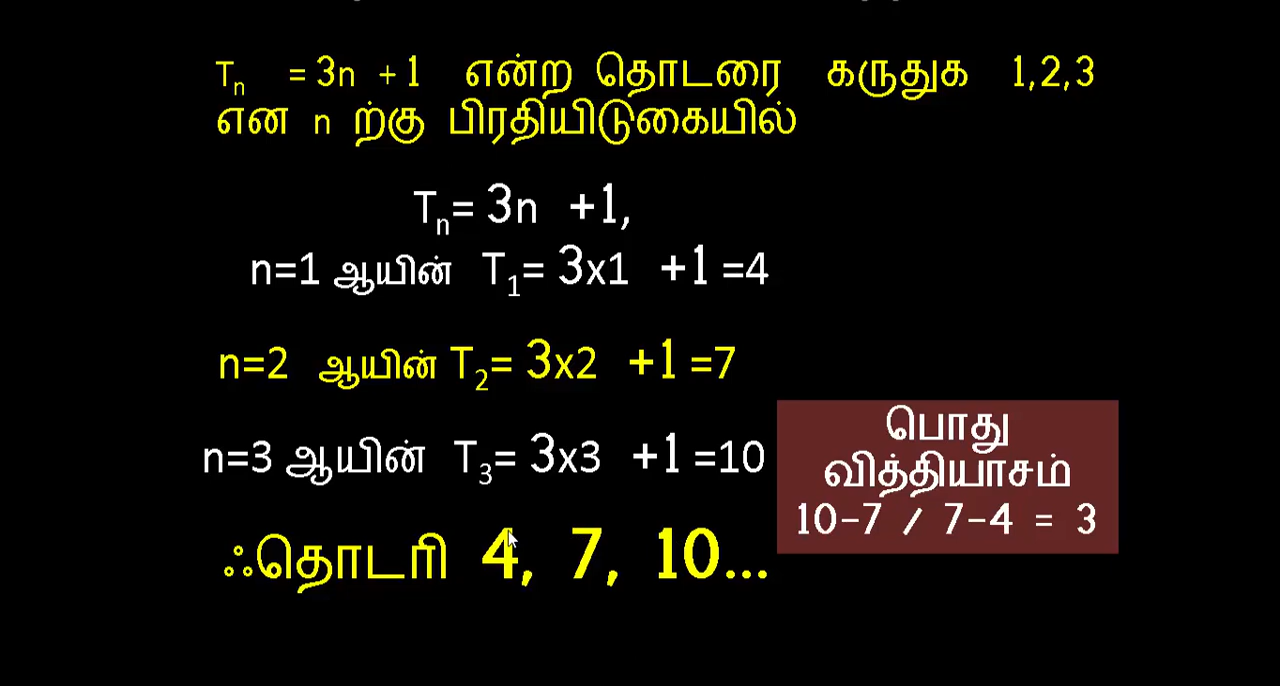 Tn = 3n +1 என்ற தொடரை கருதுக 1,2,3
என n ற்கு பிரதியிடுகையில்
Tn= 3n +1,
n=1 ஆயின் T1= 3x1 +1 =4
n=2 ஆயின் T2= 3x2 +1 =7
n=3 ஆயின் T3= 3x3 +1 =10
பொது
வித்தியாசம்
10-7 / 7-4 = 3
ஃதொடரி 4, 7, 10...